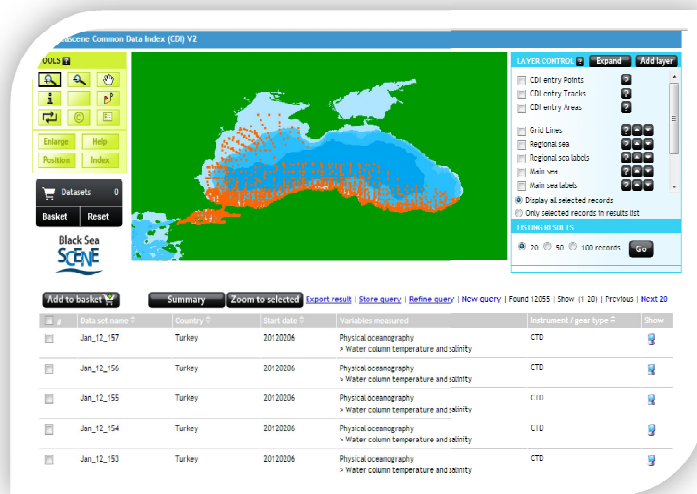 scene Common Data Index (CDI) V2
TOOLS ?
i
©
Enlarge Help
Position Index
Datasets 0
Basket Reset
Black Sea
SCENE
LAYER CONTROL ? Expand Add layer
CDI entry Points ?
CDI entry Tracks ?
CDI entry Areas ?
Grid Lines ?
Regional sea ?
Regional sea labels ?
Main sea ?
Main sea labels ?
Display all selected records
Only selected records in results list
LISTING RESULTS
20 50 100 records Go
Add to basket Summary Zoom to selected Export result | Store query | Refine query | New query | Found 12055 | Show (1-20) | Previous | Next 20
Data set name Country Start date Variables measured Instrument / gear type Show
Jan_12_157 Turkey 20120206 Physical oceanography CTD
> Water column temperature and salinity
Jan_12_156 Turkey 20120206 Physical oceanography CTD
> Water column temperature and salinity
Jan_12_155 Turkey 20120206 Physical oceanography CTD
> Water column temperature and salinity
Jan_12_154 Turkey 20120206 Physical oceanography CTD
> Water column temperature and salinity
Jan_12_153 Turkey 20120206 Physical oceanography CTD
> Water column temperature and salinity